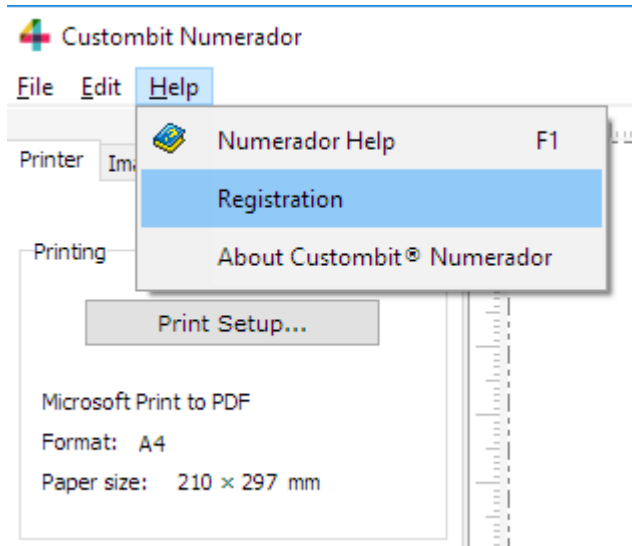 Custombit Numerador
File Edit Help
Numerador Help F1
Printer
Registration
Printing
About Custombit® Numerador
Print Setup...
Microsoft Print to PDF
Format: A4
Paper size: 210 × 297 mm